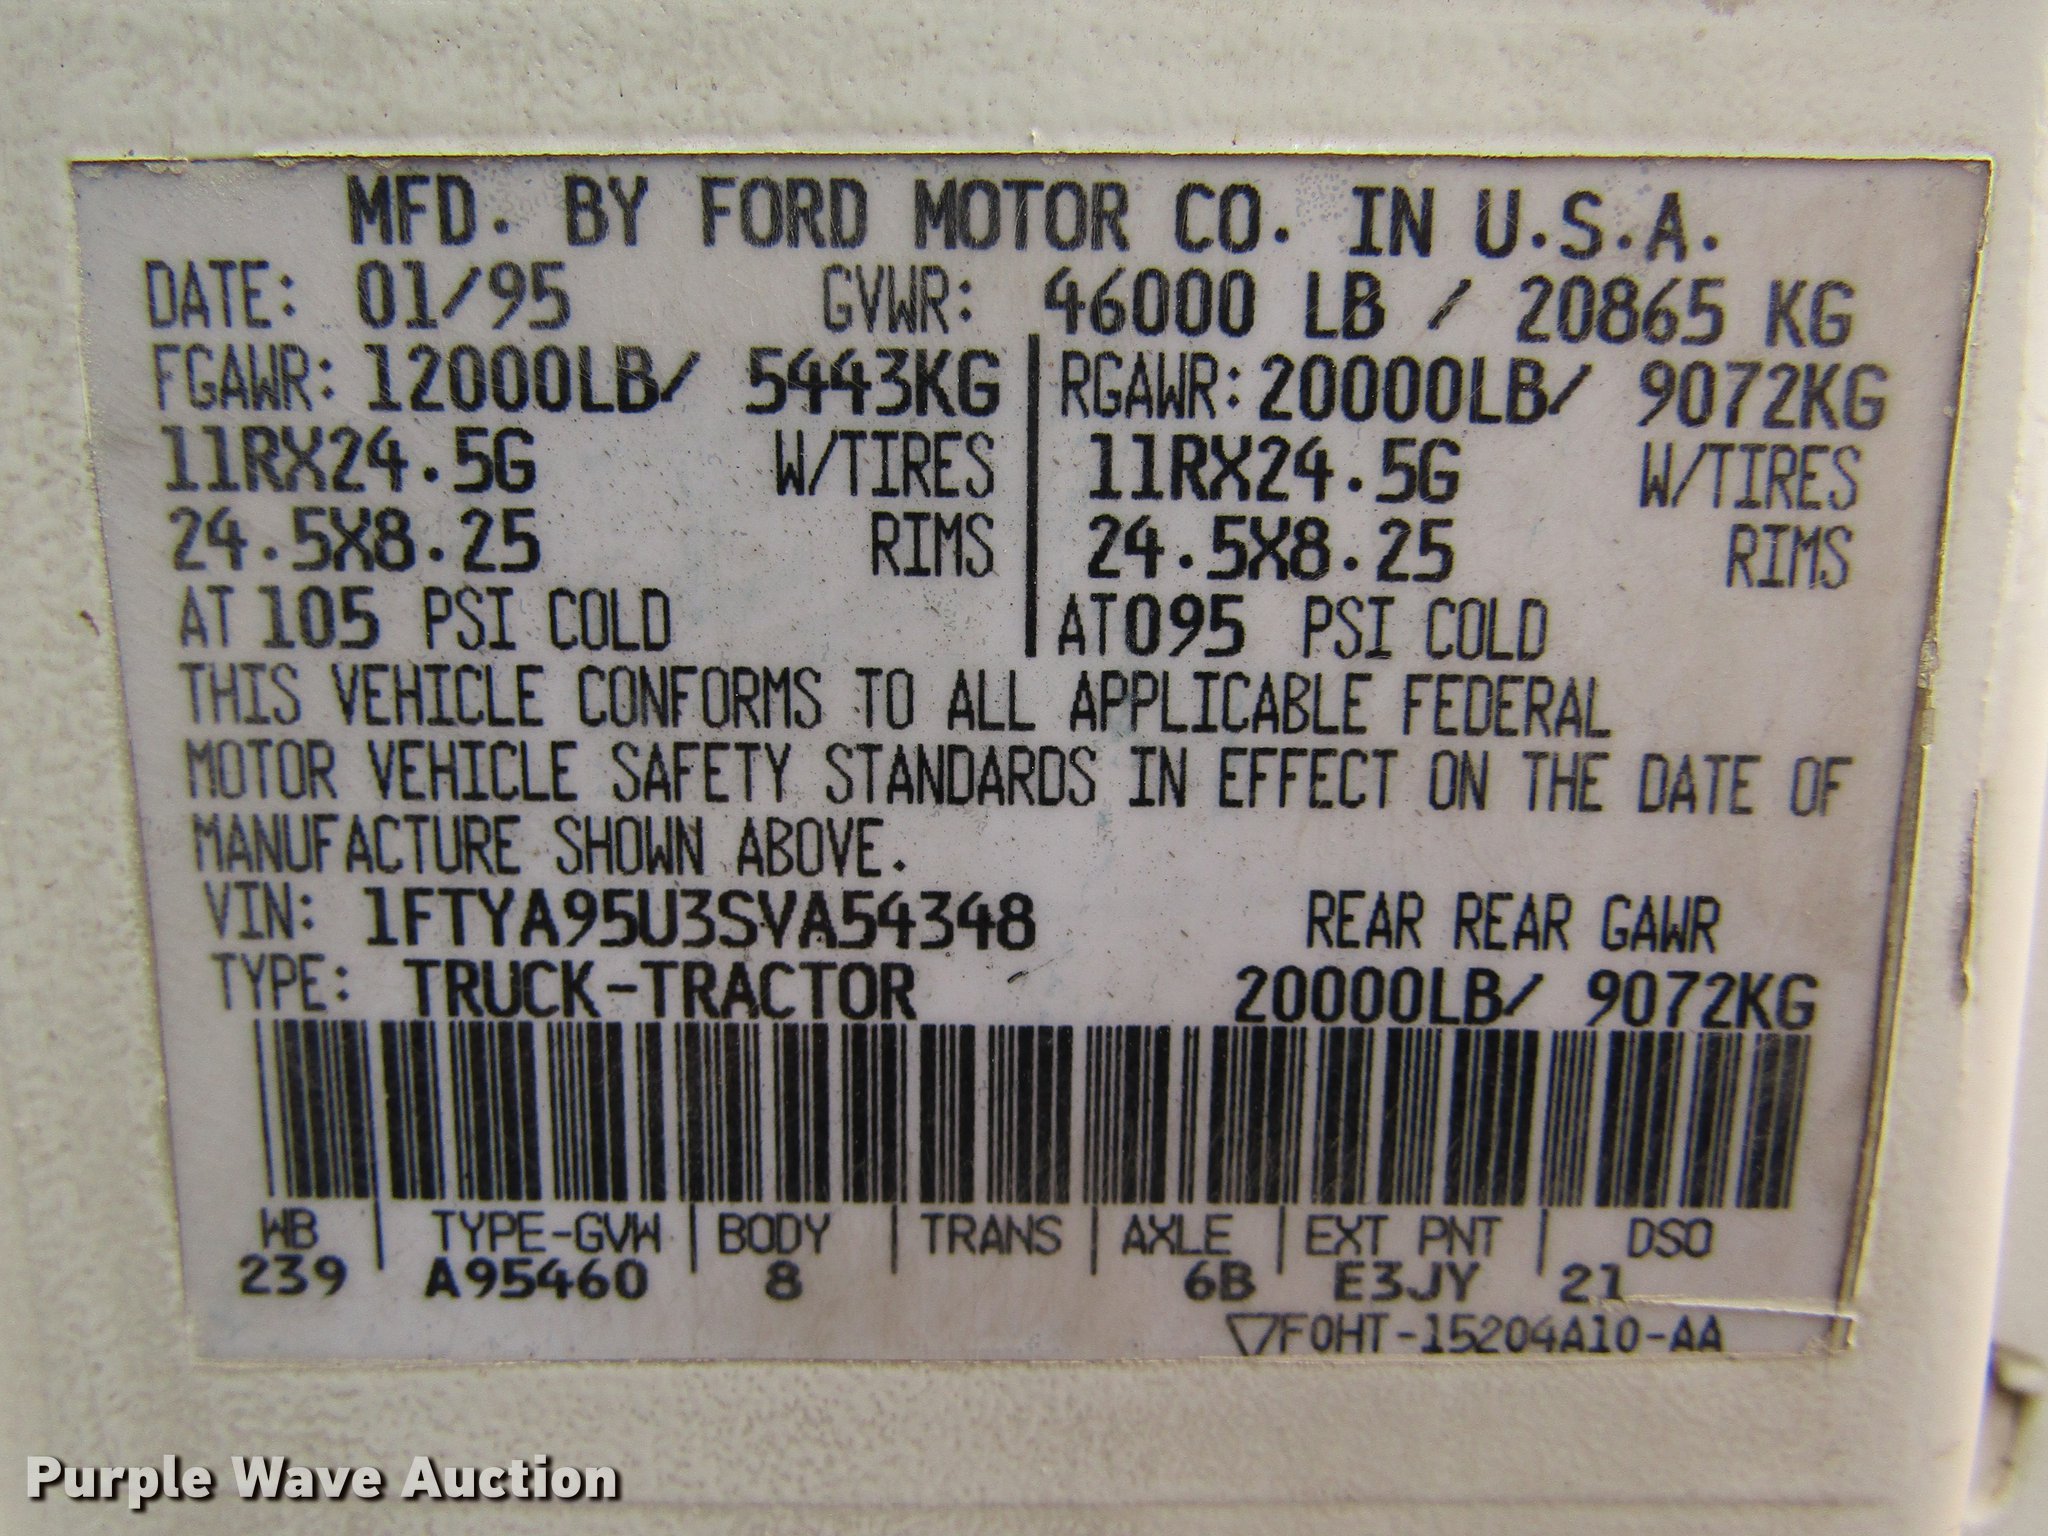 MFD. BY FORD MOTOR CO. IN U.S.A.
DATE: 01/95 GVWR: 46000 LB / 20865 KG
FGAWR: 12000LB/ 5443KG RGAWR: 20000LB/ 9072KG
11RX24.5G W/TIRES 11RX24.5G W/TIRES
24.5X8.25 RIMS 24.5X8.25 RIMS
AT 105 PSI COLD AT 095 PSI COLD
THIS VEHICLE CONFORMS TO ALL APPLICABLE FEDERAL
MOTOR VEHICLE SAFETY STANDARDS IN EFFECT ON THE DATE OF
MANUFACTURE SHOWN ABOVE.
VIN: 1FTYA95U3SVA54348 REAR REAR GAWR
TYPE: TRUCK-TRACTOR 20000LB/ 9072KG
WB TYPE-GVW BODY TRANS AXLE EXT PNT DSO
239 A95460 8 6B E3JY 21
▽F0HT-15204A10-AA
Purple Wave Auction